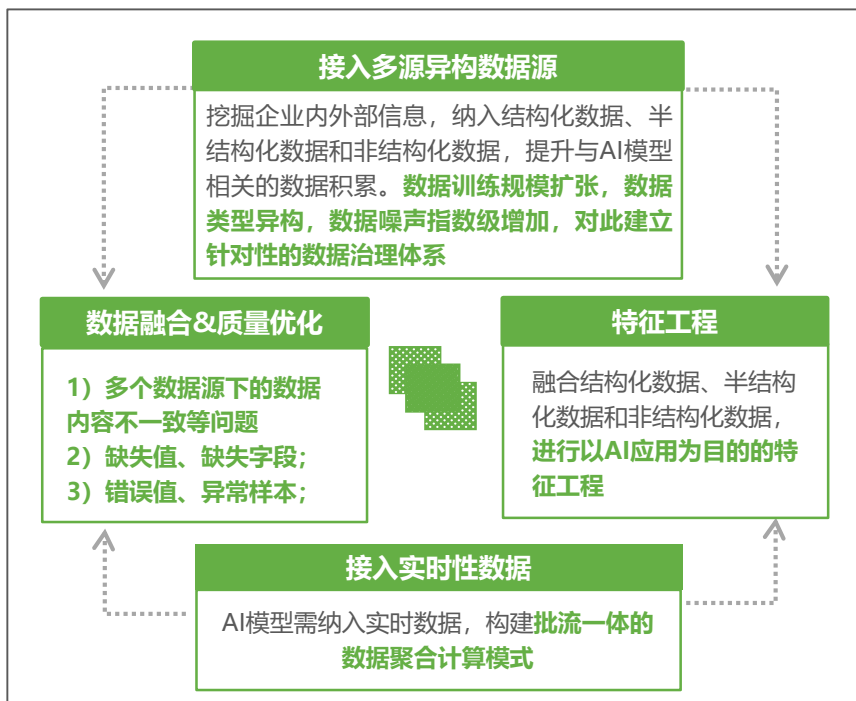 接入多源异构数据源
挖掘企业内外部信息，纳入结构化数据、半
结构化数据和非结构化数据，提升与AI模型
相关的数据积累。数据训练规模扩张，数据
类型异构，数据噪声指数级增加，对此建立
针对性的数据治理体系
数据融合&质量优化
1）多个数据源下的数据
内容不一致等问题
2）缺失值、缺失字段；
3）错误值、异常样本；
特征工程
融合结构化数据、半结构
化数据和非结构化数据，
进行以AI应用为目的的特
征工程
接入实时性数据
AI模型需纳入实时数据，构建批流一体的
数据聚合计算模式